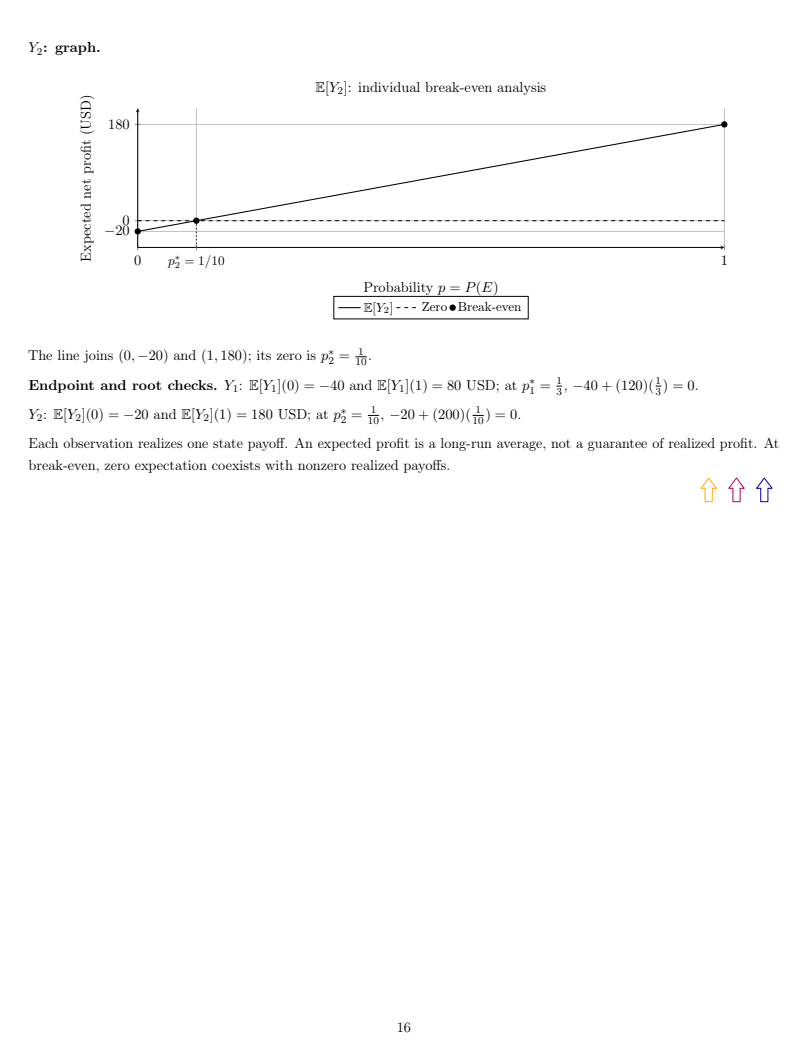 Y₂: graph.
𝔼[Y₂]: individual break-even analysis
Expected net profit (USD)
180
0
−20
0
p₂* = 1/10
1
Probability p = P(E)
𝔼[Y₂] Zero Break-even
The line joins (0, −20) and (1, 180); its zero is p₂* = 1/10.
Endpoint and root checks. Y₁: 𝔼[Y₁](0) = −40 and 𝔼[Y₁](1) = 80 USD; at p₁* = 1/3, −40 + (120)(1/3) = 0.
Y₂: 𝔼[Y₂](0) = −20 and 𝔼[Y₂](1) = 180 USD; at p₂* = 1/10, −20 + (200)(1/10) = 0.
Each observation realizes one state payoff. An expected profit is a long-run average, not a guarantee of realized profit. At
break-even, zero expectation coexists with nonzero realized payoffs.
16